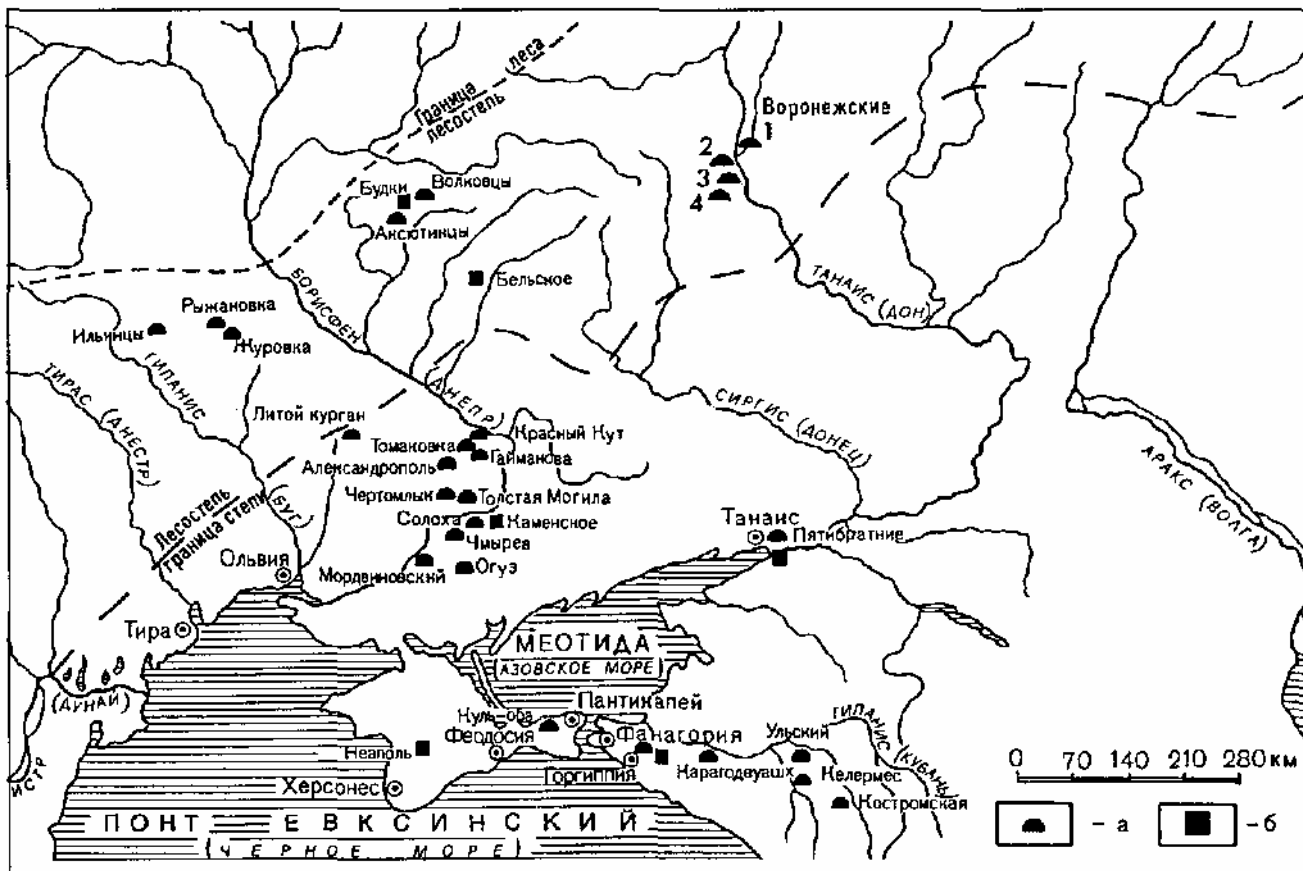 Граница леса
лесостепь
Воронежские
1
2
3
4
Будки
Волковцы
Аксютинцы
Бельское
БОРИСФЕН
(ДНЕПР)
ТАНАИС (ДОН)
Рыжановка
Ильинцы
Журовка
ГИПАНИС
(БУГ)
ТИРАС (ДНЕСТР)
СИРГИС (ДОНЕЦ)
АРАКС (ВОЛГА)
Литой курган
Красный Кут
Томаковка
Гайманова
Александрополь
Чертомлык
Толстая Могила
Солоха
Каменское
Чмырева
Мордвиновский
Огуз
Лесостепь
граница степи
Ольвия
Тира
Танаис
Пятибратние
МЕОТИДА
(АЗОВСКОЕ МОРЕ)
(ДУНАЙ)
ИСТР
Куль-оба
Пантикапей
Феодосия
Фанагория
Неаполь
Горгиппия
Карагодеуашх
Ульский
Келермес
Костромская
ГИПАНИС (КУБАНЬ)
Херсонес
ПОНТ ЕВКСИНСКИЙ
(ЧЕРНОЕ МОРЕ)
0 70 140 210 280 км
- а
- б